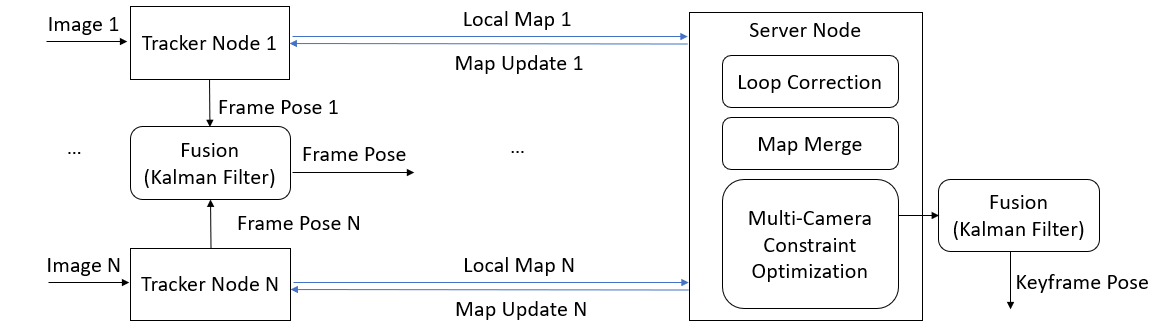 Image 1
Tracker Node 1
Local Map 1
Map Update 1
Server Node
Loop Correction
Frame Pose 1
...
Fusion
(Kalman Filter)
Frame Pose
...
Map Merge
Multi-Camera
Constraint
Optimization
Fusion
(Kalman Filter)
Frame Pose N
Image N
Tracker Node N
Local Map N
Map Update N
Keyframe Pose